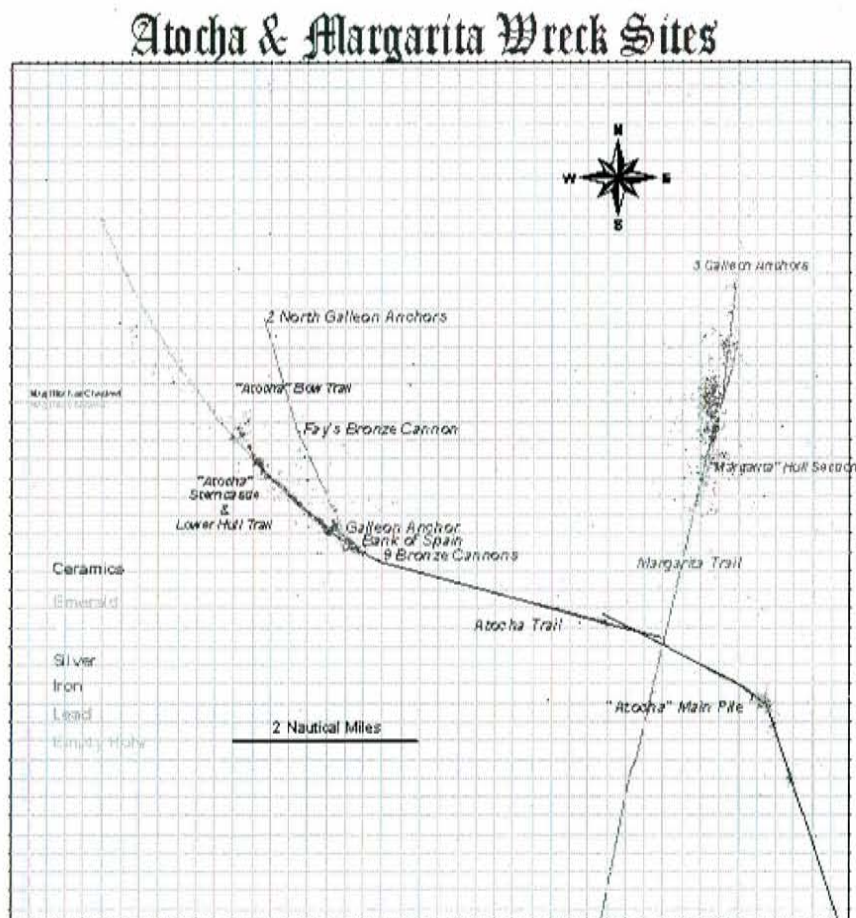 Atocha & Margarita Wreck Sites
N
W E
S
3 Galleon Anchors
2 North Galleon Anchors
"Atocha" Bow Trail
Fay's Bronze Cannon
"Margarita" Hull Section
"Atocha"
Sterncastle
&
Lower Hull Trail
Galleon Anchor
Bank of Spain
9 Bronze Cannons
Margarita Trail
Ceramics
Emerald
Atocha Trail
Silver
Iron
Lead
"Atocha" Main Pile
Empty Hole
2 Nautical Miles